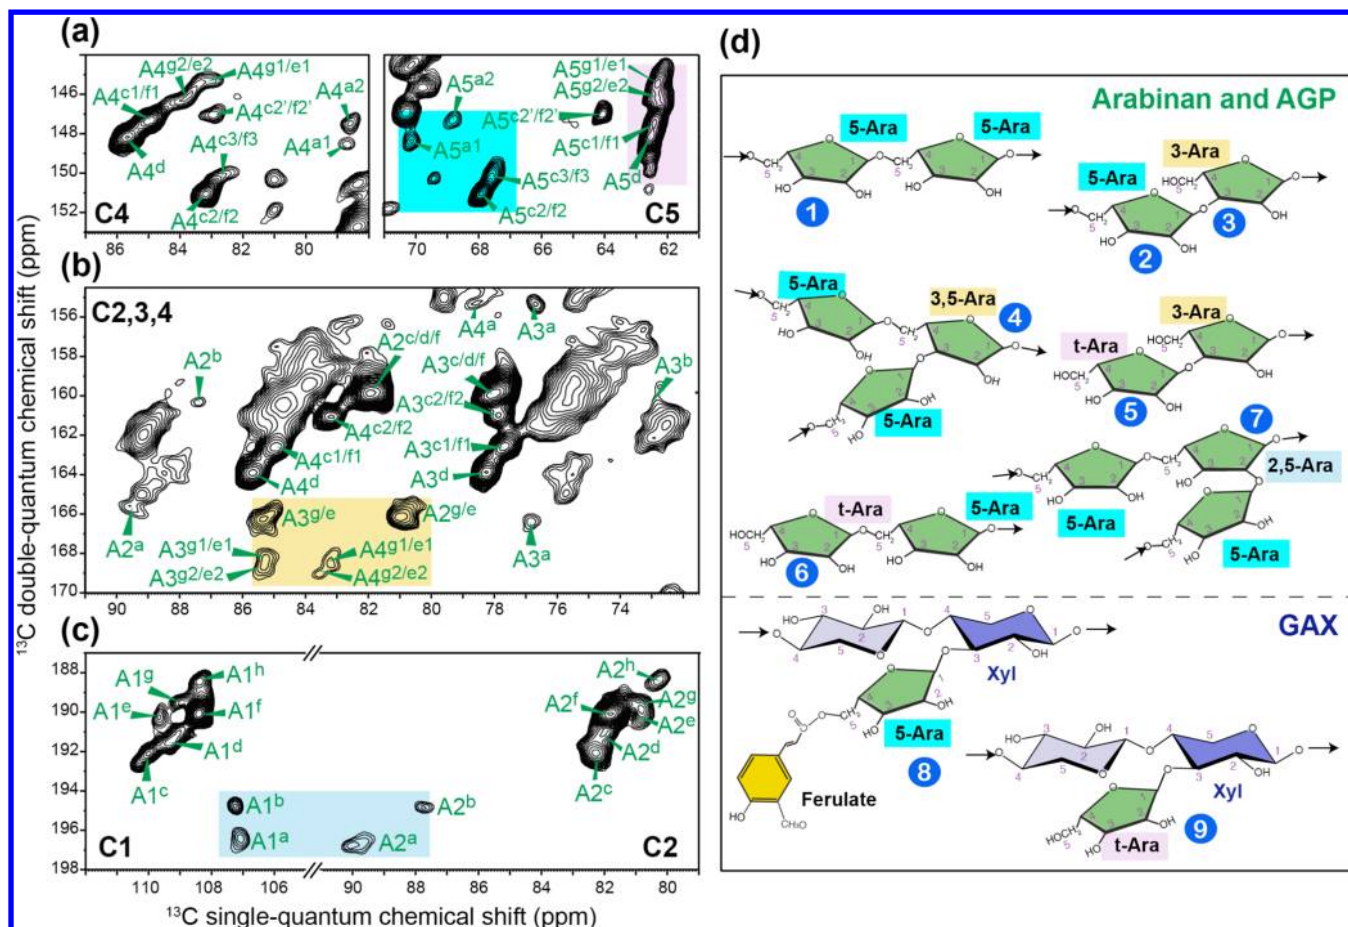 (a)
A4g2/e2 A4g1/e1
A4c1/f1
A4c2'/f2'
A4a2
A4c3/f3
A4a1
A4d
A4c2/f2
C4
146
148
150
152
86 84 82 80
A5g1/e1
A5a2
A5g2/e2
A5c2'/f2'
A5a1
A5c1/f1
A5c3/f3
A5d
A5c2/f2
C5
70 68 66 64 62
(b)
C2,3,4
A4a
A3a
A2c/d/f
A2b
A3c/d/f
A3b
A3c2/f2
A4c2/f2
A4c1/f1
A3c1/f1
A4d
A3d
A3g/e
A2g/e
A2a
A3g1/e1
A4g1/e1
A3a
A3g2/e2
A4g2/e2
156
158
160
162
164
166
168
170
90 88 86 84 82 80 78 76 74
(c)
A1g
A1h
A1e
A1f
A1d
A1c
A1b
A1a
A2h
A2f
A2g
A2e
A2d
A2c
A2b
A2a
C1
C2
188
190
192
194
196
198
110 108 106 90 88 86 84 82 80
13C double-quantum chemical shift (ppm)
13C single-quantum chemical shift (ppm)
(d)
Arabinan and AGP
5-Ara 5-Ara
1
3-Ara
5-Ara
2
3
5-Ara
3,5-Ara
4
5-Ara
3-Ara
t-Ara
5
7
2,5-Ara
5-Ara
5-Ara
t-Ara
5-Ara
6
GAX
Xyl
5-Ara
8
Ferulate
Xyl
9
t-Ara